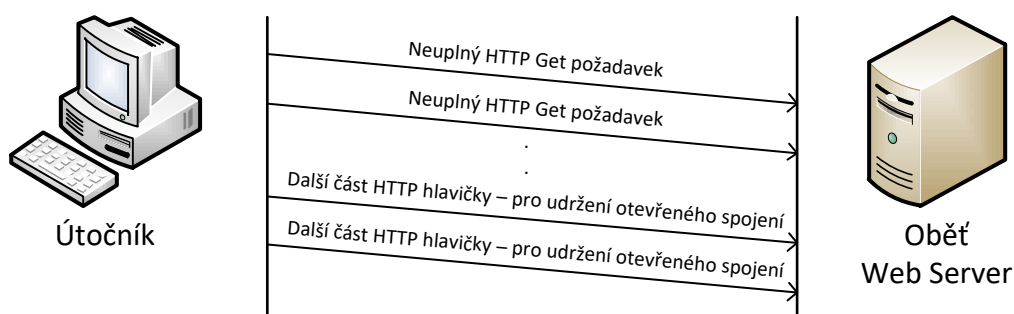 Neuplný HTTP Get požadavek
Neuplný HTTP Get požadavek
.
.
Další část HTTP hlavičky – pro udržení otevřeného spojení
Další část HTTP hlavičky – pro udržení otevřeného spojení
Útočník
Oběť
Web Server